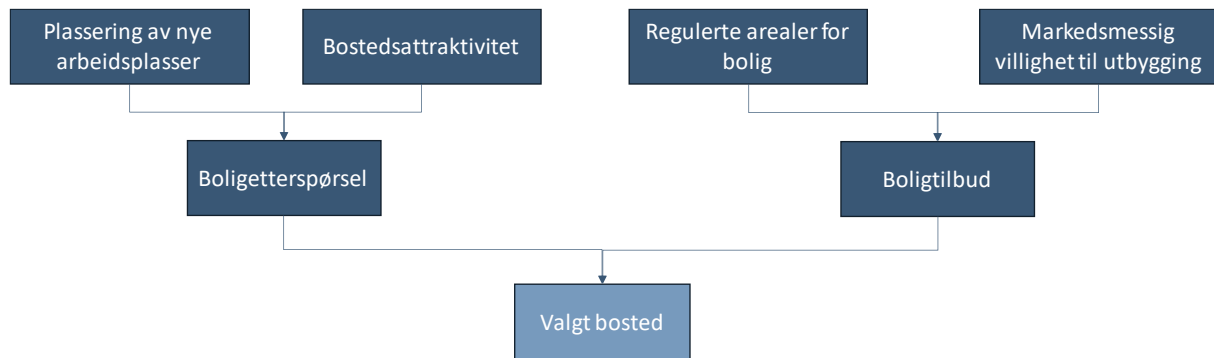 Plassering av nye
arbeidsplasser
Bostedsattraktivitet
Regulerte arealer for
bolig
Markedsmessig
villighet til utbygging
Boligetterspørsel
Boligtilbud
Valgt bosted